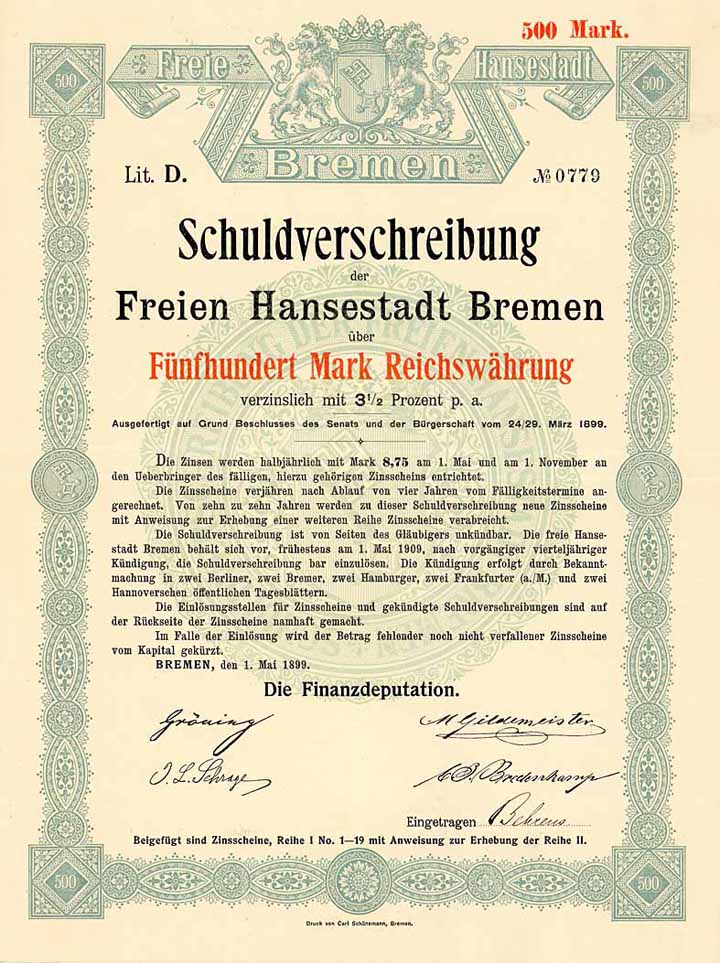 500 Mark.
500
500
Freie Hansestadt
Bremen
Lit. D.
№ 0779
Schuldverschreibung
der
Freien Hansestadt Bremen
über
Fünfhundert Mark Reichswährung
verzinslich mit 3½ Prozent p. a.
Ausgefertigt auf Grund Beschlusses des Senats und der Bürgerschaft vom 24/29. März 1899.
Die Zinsen werden halbjährlich mit Mark 8,75 am 1. Mai und am 1. November an
den Ueberbringer des fälligen, hierzu gehörigen Zinsscheins entrichtet.
Die Zinsscheine verjähren nach Ablauf von vier Jahren vom Fälligkeitstermine an-
gerechnet. Von zehn zu zehn Jahren werden zu dieser Schuldverschreibung neue Zinsscheine
mit Anweisung zur Erhebung einer weiteren Reihe Zinsscheine verabreicht.
Die Schuldverschreibung ist von Seiten des Gläubigers unkündbar. Die freie Hanse-
stadt Bremen behält sich vor, frühestens am 1. Mai 1909, nach vorgängiger vierteljähriger
Kündigung, die Schuldverschreibung bar einzulösen. Die Kündigung erfolgt durch Bekannt-
machung in zwei Berliner, zwei Bremer, zwei Hamburger, zwei Frankfurter (a./M.) und zwei
Hannoverschen öffentlichen Tagesblättern.
Die Einlösungsstellen für Zinsscheine und gekündigte Schuldverschreibungen sind auf
der Rückseite der Zinsscheine namhaft gemacht.
Im Falle der Einlösung wird der Betrag fehlender noch nicht verfallener Zinsscheine
vom Kapital gekürzt.
BREMEN, den 1. Mai 1899.
Die Finanzdeputation.
Gröning
M Gildemeister
J. L. Schrage
Bredenkamp
Eingetragen Behrens
Beigefügt sind Zinsscheine, Reihe I No. 1—19 mit Anweisung zur Erhebung der Reihe II.
500
500
Druck von Carl Schünemann, Bremen.